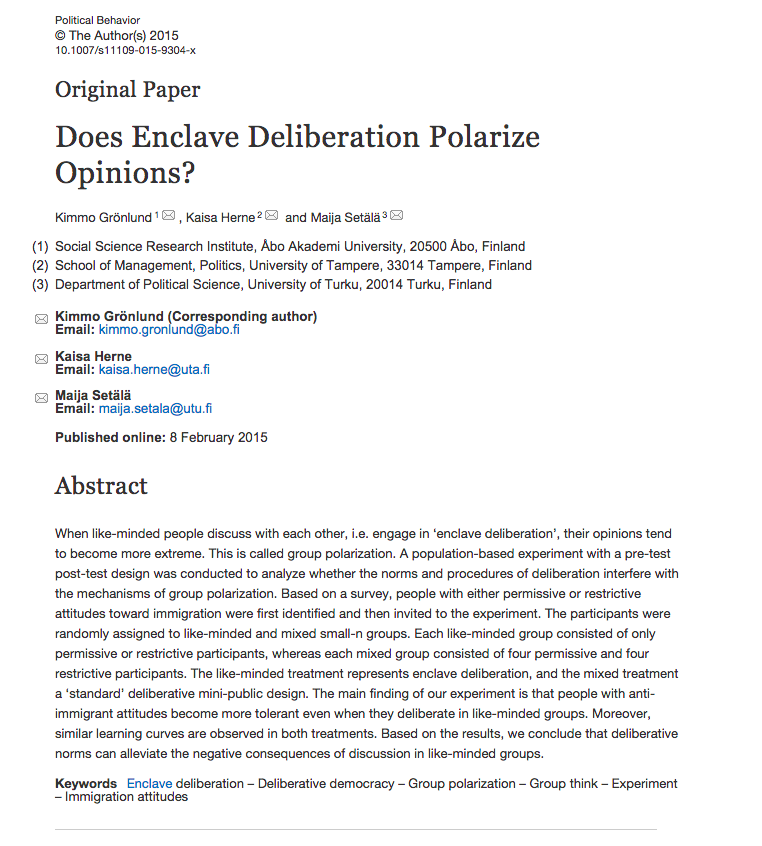 Political Behavior
© The Author(s) 2015
10.1007/s11109-015-9304-x
Original Paper
Does Enclave Deliberation Polarize
Opinions?
Kimmo Grönlund 1 , Kaisa Herne 2 and Maija Setälä 3
(1) Social Science Research Institute, Åbo Akademi University, 20500 Åbo, Finland
(2) School of Management, Politics, University of Tampere, 33014 Tampere, Finland
(3) Department of Political Science, University of Turku, 20014 Turku, Finland
Kimmo Grönlund (Corresponding author)
Email: kimmo.gronlund@abo.fi
Kaisa Herne
Email: kaisa.herne@uta.fi
Maija Setälä
Email: maija.setala@utu.fi
Published online: 8 February 2015
Abstract
When like-minded people discuss with each other, i.e. engage in ‘enclave deliberation’, their opinions tend
to become more extreme. This is called group polarization. A population-based experiment with a pre-test
post-test design was conducted to analyze whether the norms and procedures of deliberation interfere with
the mechanisms of group polarization. Based on a survey, people with either permissive or restrictive
attitudes toward immigration were first identified and then invited to the experiment. The participants were
randomly assigned to like-minded and mixed small-n groups. Each like-minded group consisted of only
permissive or restrictive participants, whereas each mixed group consisted of four permissive and four
restrictive participants. The like-minded treatment represents enclave deliberation, and the mixed treatment
a ‘standard’ deliberative mini-public design. The main finding of our experiment is that people with anti-
immigrant attitudes become more tolerant even when they deliberate in like-minded groups. Moreover,
similar learning curves are observed in both treatments. Based on the results, we conclude that deliberative
norms can alleviate the negative consequences of discussion in like-minded groups.
Keywords Enclave deliberation – Deliberative democracy – Group polarization – Group think – Experiment
– Immigration attitudes